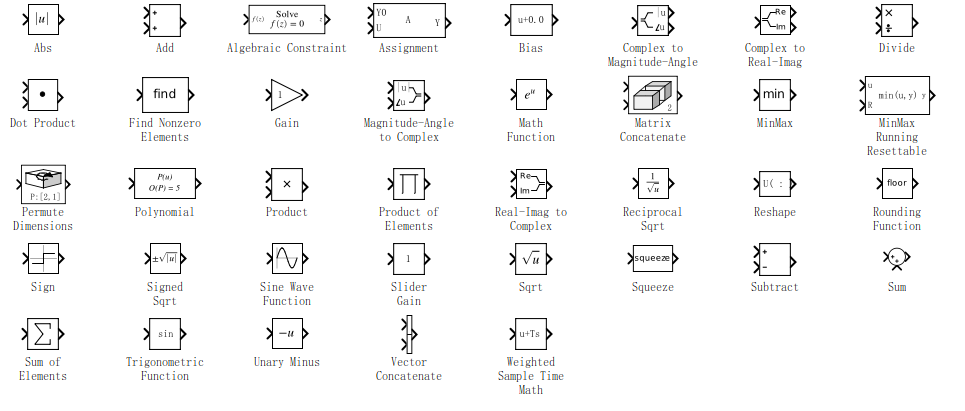 |u|
+
+
f(z) Solve f(z) = 0 z
Y0
U
A
Y
u+0.0
|u|
∠u
Re
Im
×
÷
Abs
Add
Algebraic Constraint
Assignment
Bias
Complex to
Magnitude-Angle
Complex to
Real-Imag
Divide
find
1
|u|
∠u
e^u
2
min
u
R
min(u, y) y
Dot Product
Find Nonzero
Elements
Gain
Magnitude-Angle
to Complex
Math
Function
Matrix
Concatenate
MinMax
MinMax
Running
Resettable
P:[2,1]
P(u)
O(P) = 5
×
∏
Re
Im
1
√u
U( :
floor
Permute
Dimensions
Polynomial
Product
Product of
Elements
Real-Imag to
Complex
Reciprocal
Sqrt
Reshape
Rounding
Function
±√|u|
1
√u
squeeze
+
−
+
+
Sign
Signed
Sqrt
Sine Wave
Function
Slider
Gain
Sqrt
Squeeze
Subtract
Sum
∑
sin
−u
u+Ts
Sum of
Elements
Trigonometric
Function
Unary Minus
Vector
Concatenate
Weighted
Sample Time
Math